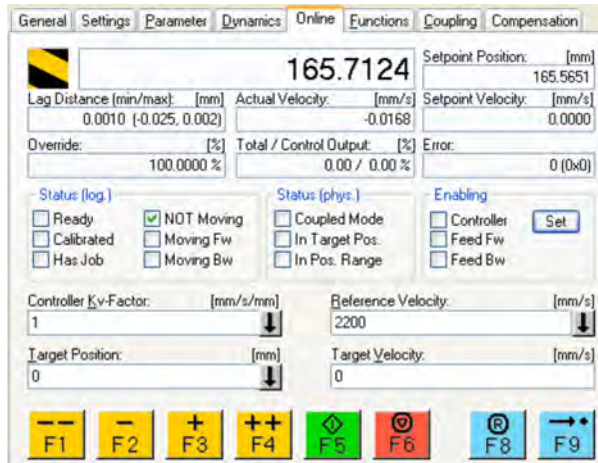 General Settings Parameter Dynamics Online Functions Coupling Compensation
165.7124
Setpoint Position: [mm]
165.5651
Lag Distance (min/max): [mm] Actual Velocity: [mm/s] Setpoint Velocity: [mm/s]
0.0010 (-0.025, 0.002) -0.0168 0.0000
Override: [%] Total / Control Output: [%] Error:
100.0000 % 0.00 / 0.00 % 0 (0x0)
Status (log.) Status (phys.) Enabling
Ready NOT Moving Coupled Mode Controller Set
Calibrated Moving Fw In Target Pos. Feed Fw
Has Job Moving Bw In Pos. Range Feed Bw
Controller Kv-Factor: [mm/s/mm] Reference Velocity: [mm/s]
1 2200
Target Position: [mm] Target Velocity: [mm/s]
0 0
-- - + ++ R
F1 F2 F3 F4 F5 F6 F8 F9